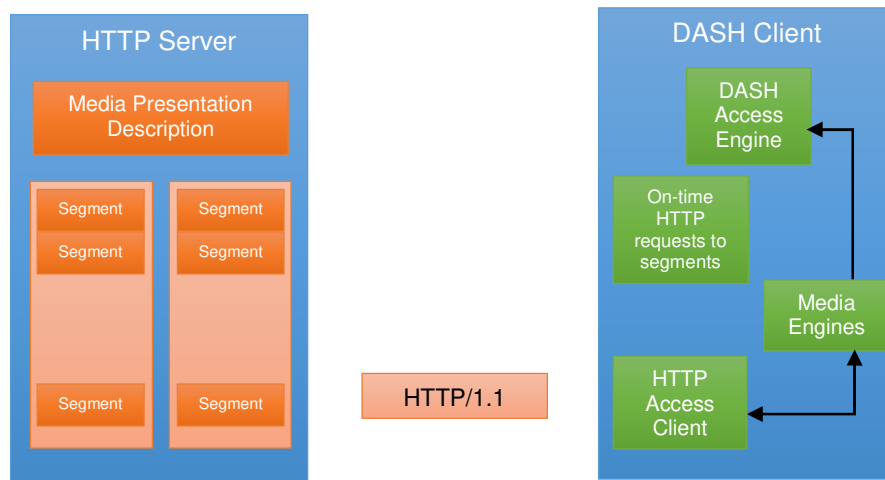 HTTP Server
Media Presentation
Description
Segment
Segment
Segment
Segment
Segment
Segment
HTTP/1.1
DASH Client
DASH
Access
Engine
On-time
HTTP
requests to
segments
Media
Engines
HTTP
Access
Client